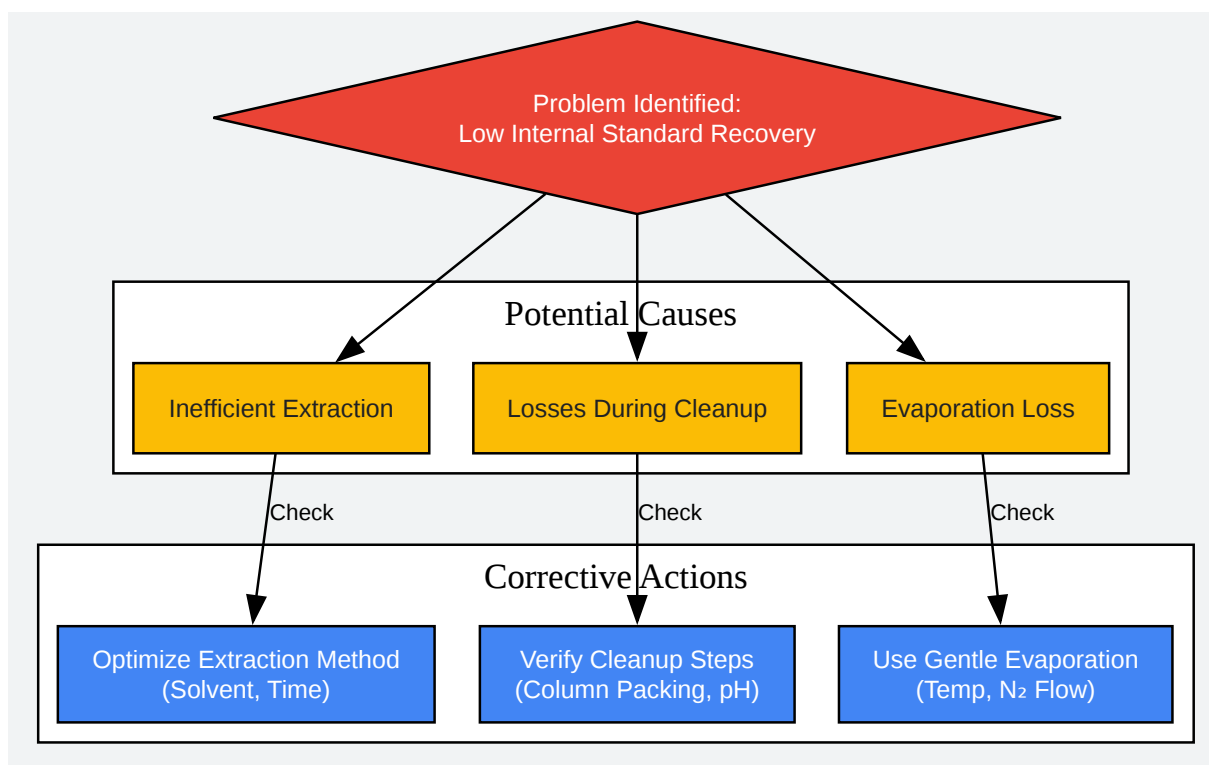 Problem Identified:
Low Internal Standard Recovery
Potential Causes
Inefficient Extraction
Losses During Cleanup
Evaporation Loss
Check
Check
Check
Corrective Actions
Optimize Extraction Method
(Solvent, Time)
Verify Cleanup Steps
(Column Packing, pH)
Use Gentle Evaporation
(Temp, N₂ Flow)